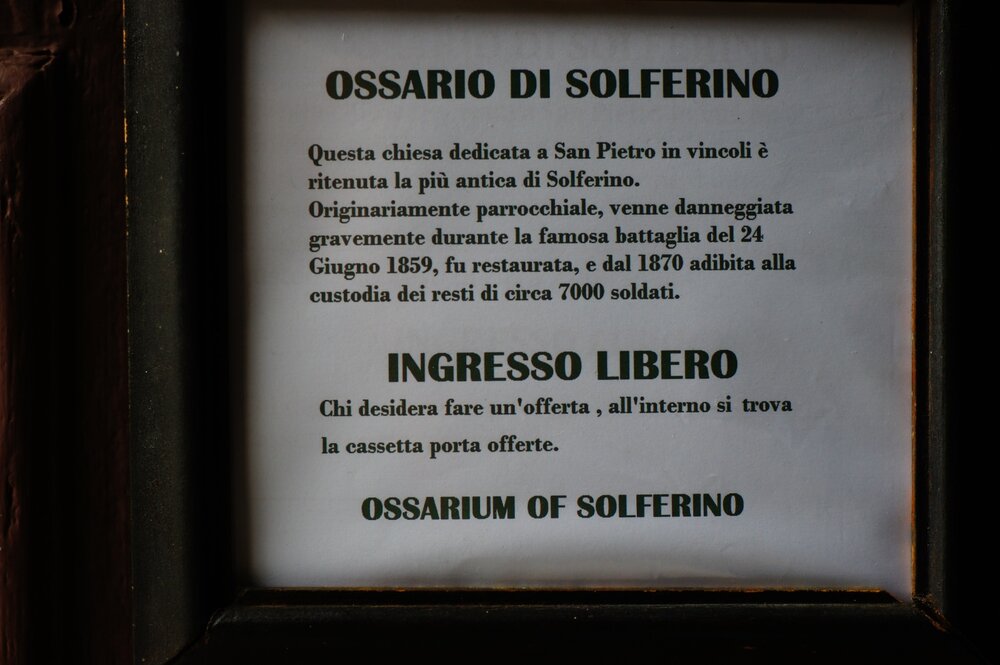 OSSARIO DI SOLFERINO
Questa chiesa dedicata a San Pietro in vincoli è
ritenuta la più antica di Solferino.
Originariamente parrocchiale, venne danneggiata
gravemente durante la famosa battaglia del 24
Giugno 1859, fu restaurata, e dal 1870 adibita alla
custodia dei resti di circa 7000 soldati.
INGRESSO LIBERO
Chi desidera fare un'offerta , all'interno si trova
la cassetta porta offerte.
OSSARIUM OF SOLFERINO